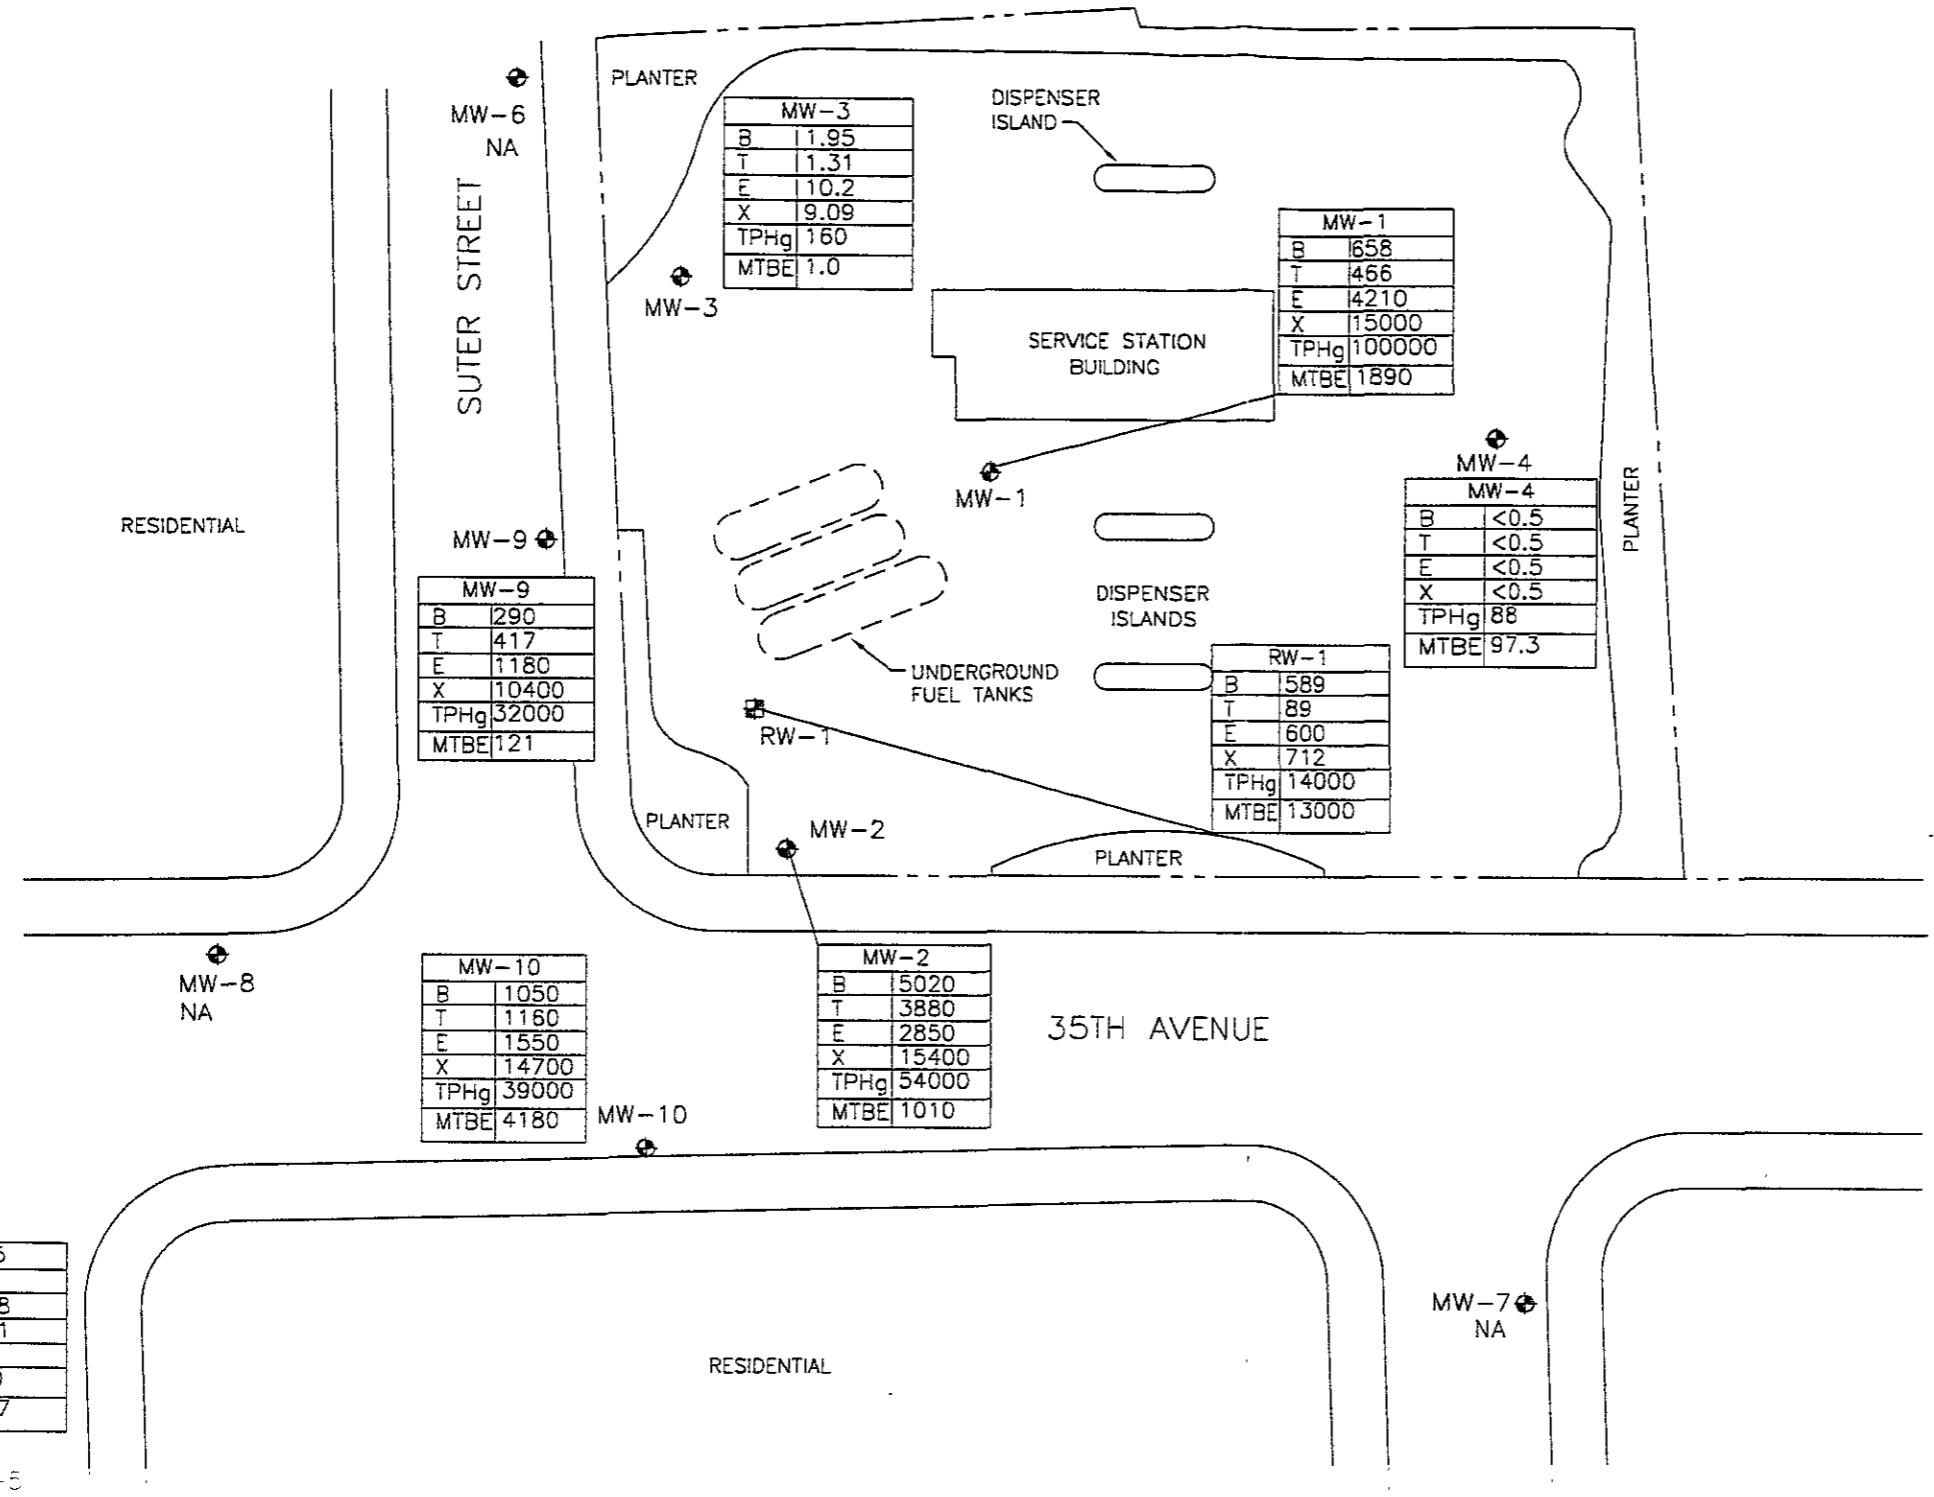 PLANTER
DISPENSER
ISLAND
MW-6
NA
SUTER STREET
MW-3
B 1.95
T 1.31
E 10.2
X 9.09
TPHg 160
MTBE 1.0
MW-3
MW-1
B 658
T 466
E 4210
X 15000
TPHg 100000
MTBE 1890
SERVICE STATION
BUILDING
MW-1
MW-4
MW-4
B <0.5
T <0.5
E <0.5
X <0.5
TPHg 88
MTBE 97.3
PLANTER
RESIDENTIAL
MW-9
MW-9
B 290
T 417
E 1180
X 10400
TPHg 32000
MTBE 121
DISPENSER
ISLANDS
UNDERGROUND
FUEL TANKS
RW-1
RW-1
B 589
T 89
E 600
X 712
TPHg 14000
MTBE 13000
PLANTER
MW-2
PLANTER
MW-8
NA
MW-10
B 1050
T 1160
E 1550
X 14700
TPHg 39000
MTBE 4180
MW-10
MW-2
B 5020
T 3880
E 2850
X 15400
TPHg 54000
MTBE 1010
35TH AVENUE
MW-7
NA
RESIDENTIAL